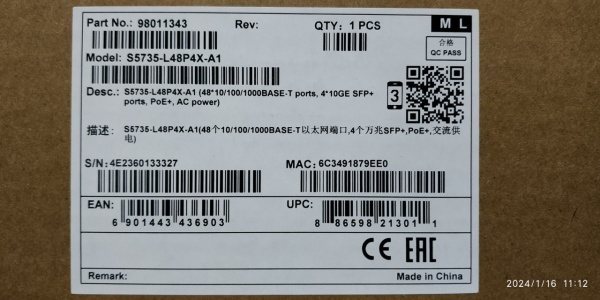 Part No.: 98011343 Rev: QTY: 1 PCS M L
合格
QC PASS
Model: S5735-L48P4X-A1
Desc.: S5735-L48P4X-A1 (48*10/100/1000BASE-T ports, 4*10GE SFP+
ports, PoE+, AC power)
3
描述: S5735-L48P4X-A1(48个10/100/1000BASE-T以太网端口,4个万兆SFP+,PoE+,交流供
电)
S/N:4E2360133327 MAC: 6C3491879EE0
EAN: UPC:
6 901443 436903 8 86598 21301 1
CE EAC
Remark: Made in China
2024/1/16 11:12